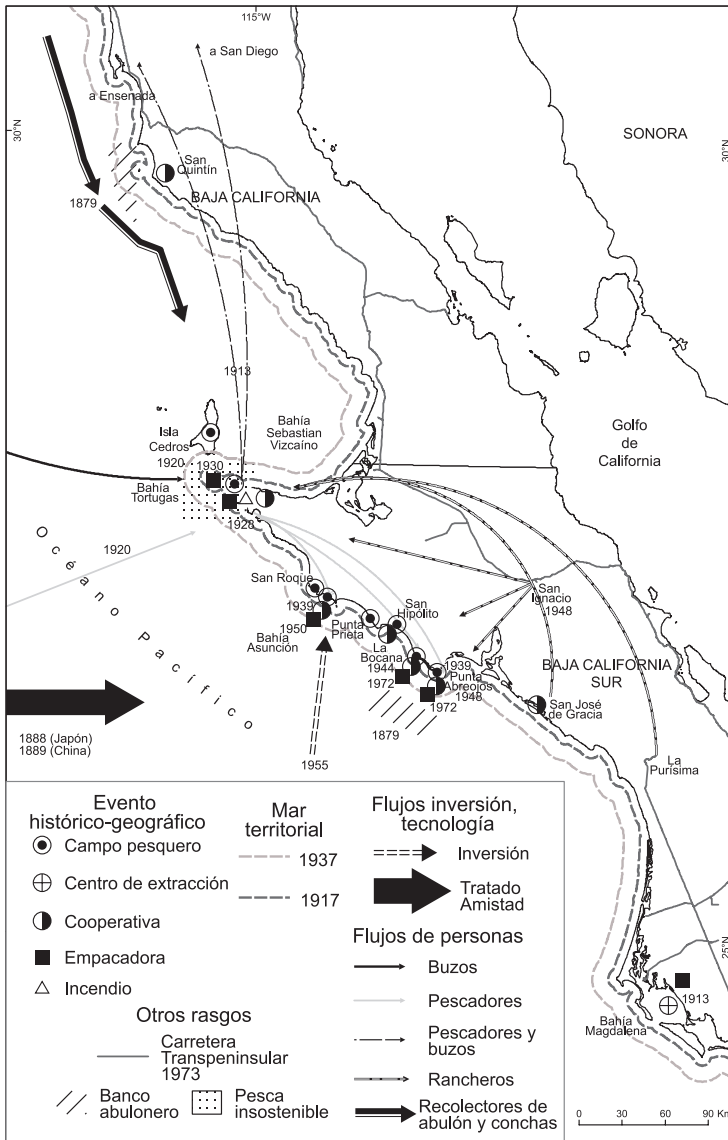 115°W
a San Diego
a Ensenada
30°N
SONORA
30°N
San
Quintín
BAJA CALIFORNIA
1879
1913
Isla
Cedros
Bahía
Sebastian
Vizcaíno
Golfo
de
California
1920
1930
Bahía
Tortugas
1928
Océano Pacífico
1920
San Roque
San
Ignacio
1948
1939
Punta
Prieta
San
Hipólito
1950
Bahía
Asunción
La
Bocana
1944
1939
Punta
Abreojos
1948
BAJA CALIFORNIA
SUR
1972
1972
San José
de Gracia
1879
1888 (Japón)
1889 (China)
1955
La
Purísima
Evento
histórico-geográfico
Campo pesquero
Centro de extracción
Cooperativa
Empacadora
Incendio
Mar
territorial
1937
1917
Flujos inversión,
tecnología
Inversión
Tratado
Amistad
Flujos de personas
Buzos
Pescadores
Pescadores y
buzos
Rancheros
Recolectores de
abulón y conchas
Otros rasgos
Carretera
Transpeninsular
1973
Banco
abulonero
Pesca
insostenible
25°N
1913
Bahía
Magdalena
0 30 60 90 Km